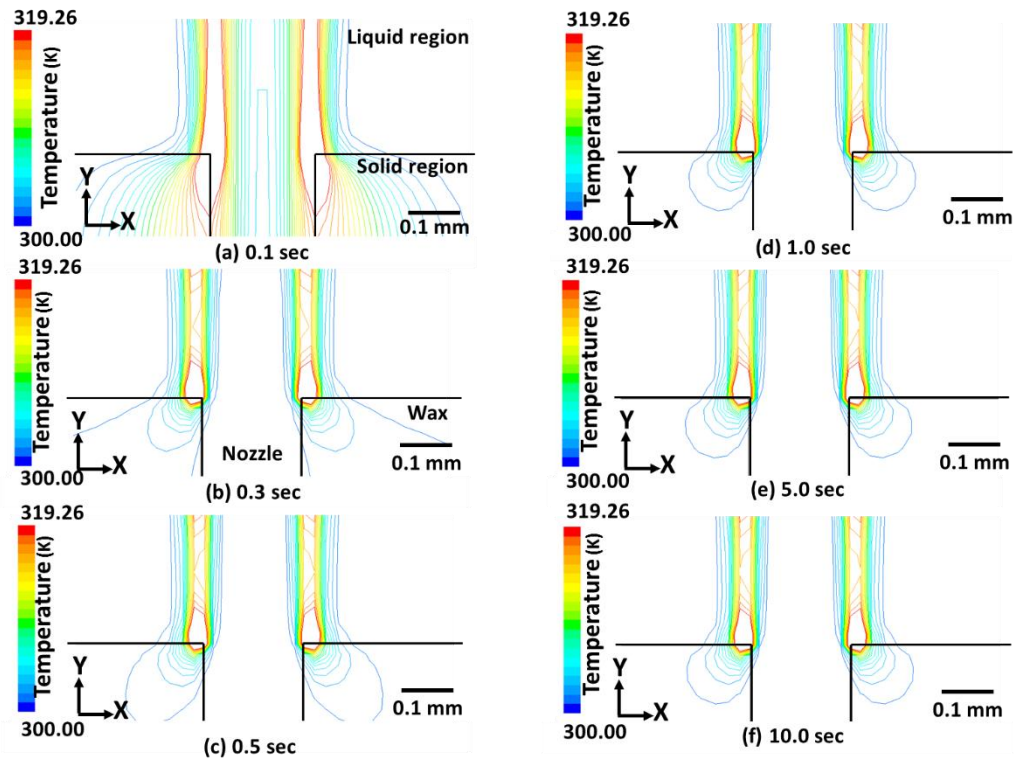 319.26
Temperature (K)
300.00
Liquid region
Solid region
Y
X
0.1 mm
(a) 0.1 sec
319.26
Temperature (K)
300.00
Wax
Nozzle
Y
X
0.1 mm
(b) 0.3 sec
319.26
Temperature (K)
300.00
Y
X
0.1 mm
(c) 0.5 sec
319.26
Temperature (K)
300.00
Y
X
0.1 mm
(d) 1.0 sec
319.26
Temperature (K)
300.00
Y
X
0.1 mm
(e) 5.0 sec
319.26
Temperature (K)
300.00
Y
X
0.1 mm
(f) 10.0 sec